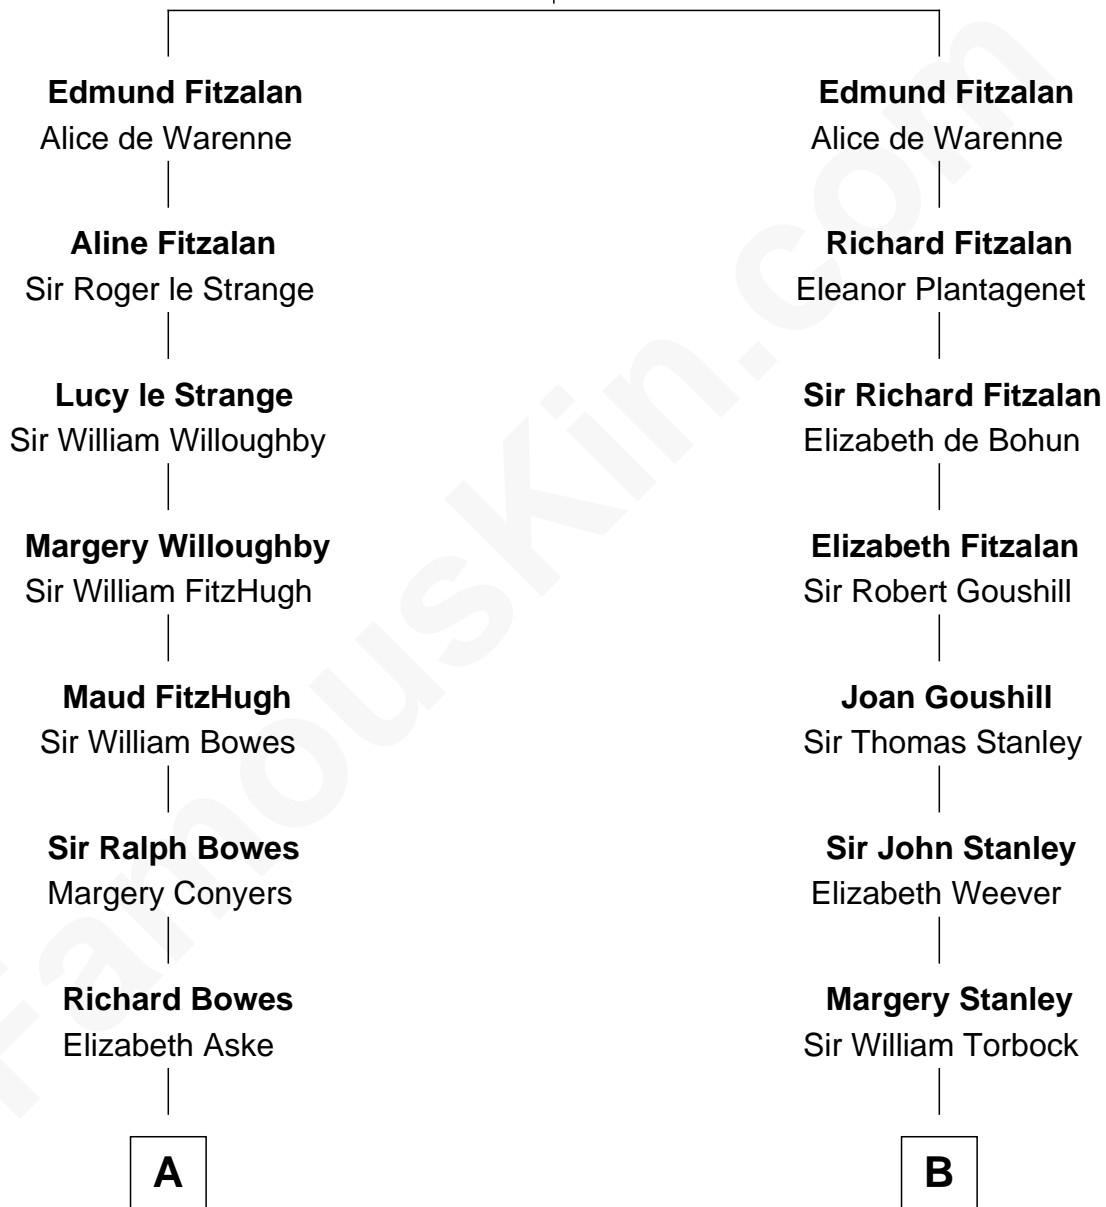 Edmund Fitzalan
Alice de Warenne
Aline Fitzalan
Sir Roger le Strange
Lucy le Strange
Sir William Willoughby
Margery Willoughby
Sir William FitzHugh
Maud FitzHugh
Sir William Bowes
Sir Ralph Bowes
Margery Conyers
Richard Bowes
Elizabeth Aske
A
Edmund Fitzalan
Alice de Warenne
Richard Fitzalan
Eleanor Plantagenet
Sir Richard Fitzalan
Elizabeth de Bohun
Elizabeth Fitzalan
Sir Robert Goushill
Joan Goushill
Sir Thomas Stanley
Sir John Stanley
Elizabeth Weever
Margery Stanley
Sir William Torbock
B
FamousKin.com